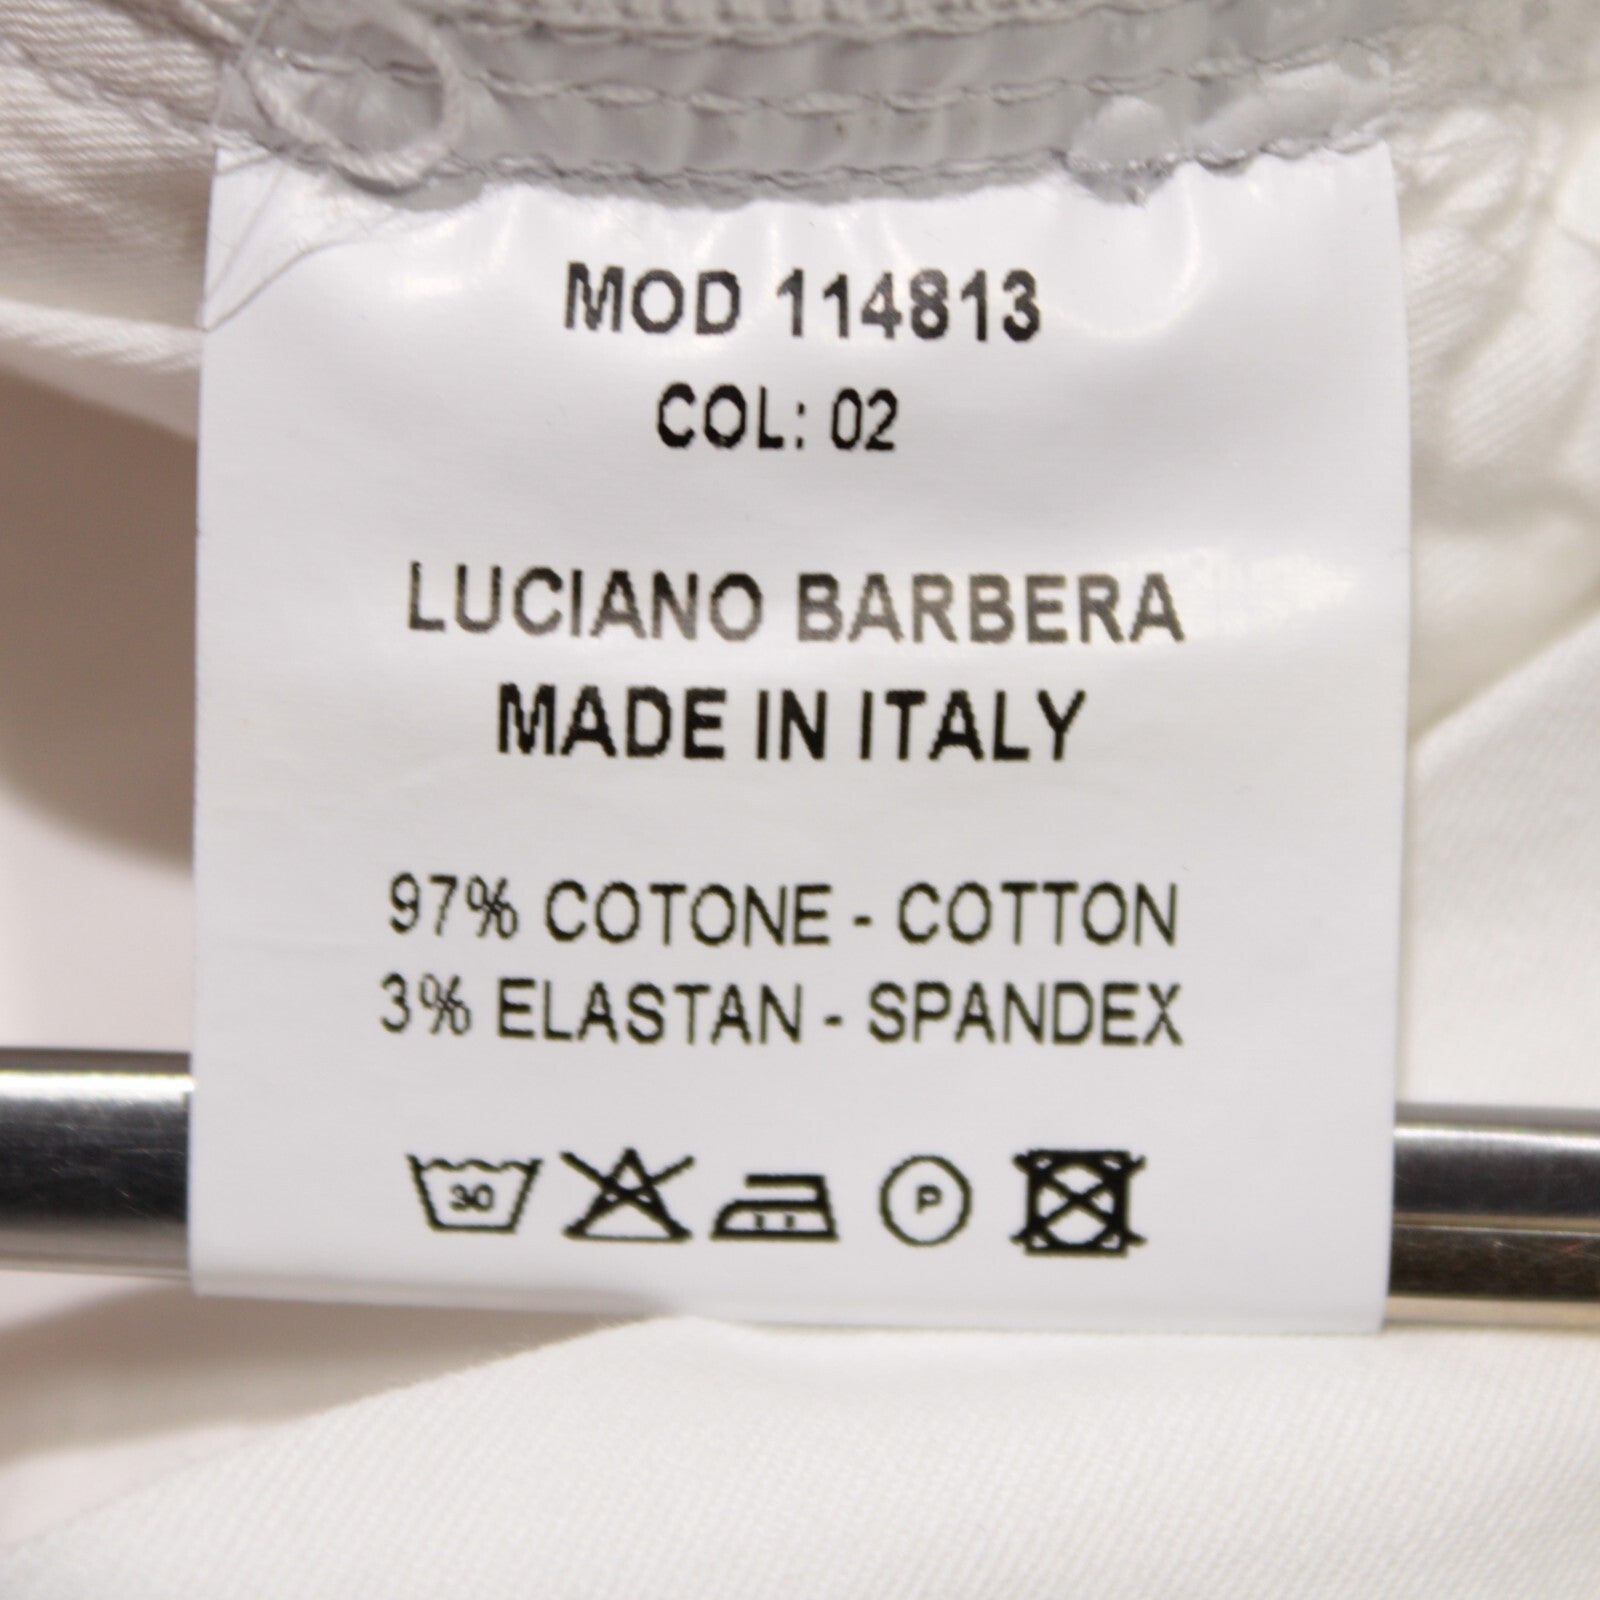 MOD 114813
COL: 02
LUCIANO BARBERA
MADE IN ITALY
97% COTONE - COTTON
3% ELASTAN - SPANDEX
30 P